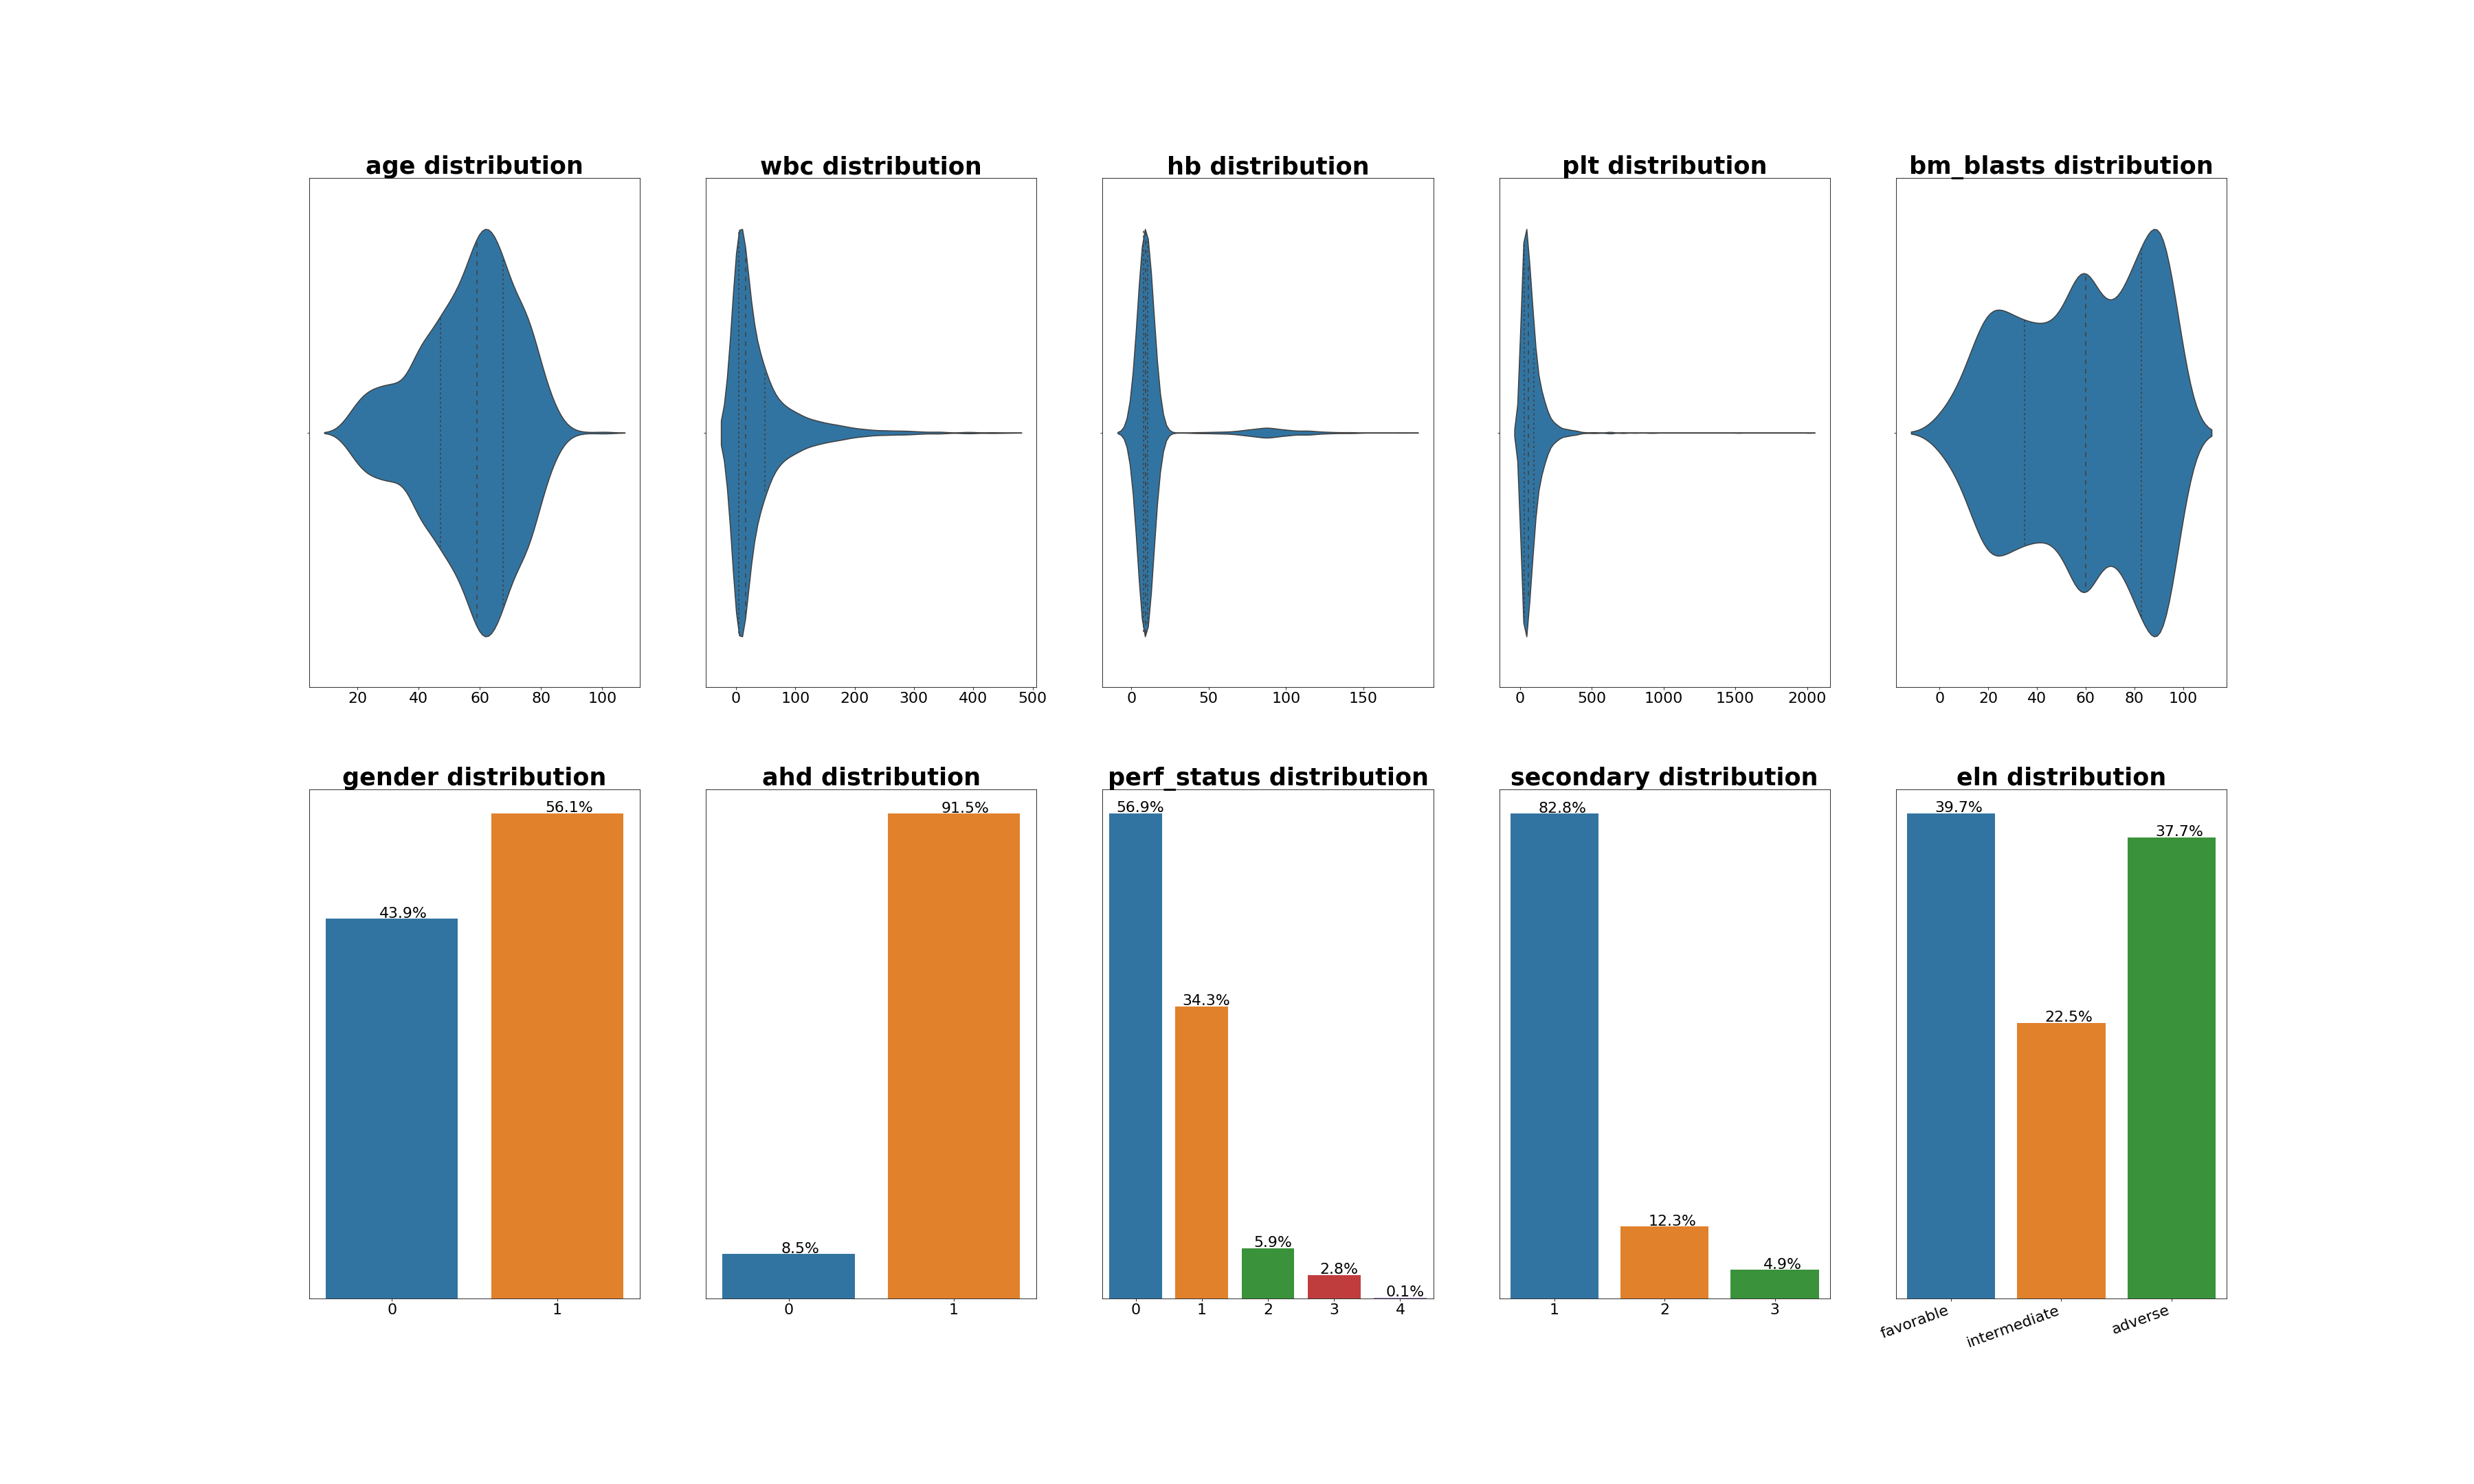 age distribution
wbc distribution
hb distribution
plt distribution
bm_blasts distribution
20 40 60 80 100
0 100 200 300 400 500
0 50 100 150
0 500 1000 1500 2000
0 20 40 60 80 100
gender distribution
ahd distribution
perf_status distribution
secondary distribution
eln distribution
43.9% 56.1%
0 1
8.5% 91.5%
0 1
56.9% 34.3% 5.9% 2.8% 0.1%
0 1 2 3 4
82.8% 12.3% 4.9%
1 2 3
39.7% 22.5% 37.7%
favorable intermediate adverse